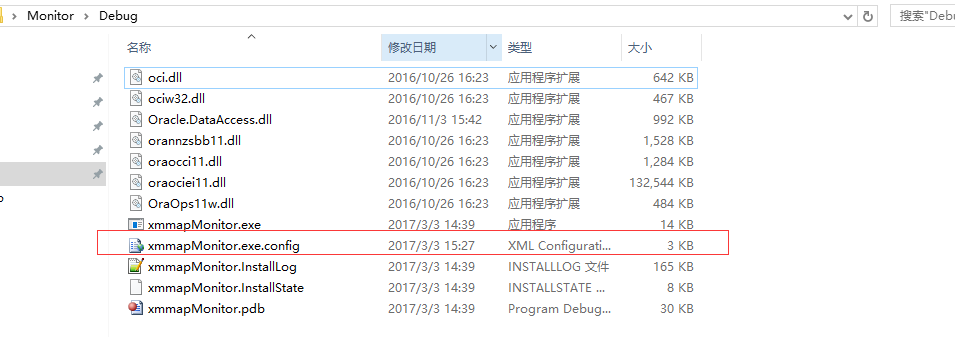 Monitor > Debug 搜索"Debu
名称 修改日期 类型 大小
oci.dll 2016/10/26 16:23 应用程序扩展 642 KB
ociw32.dll 2016/10/26 16:23 应用程序扩展 467 KB
Oracle.DataAccess.dll 2016/11/3 15:42 应用程序扩展 992 KB
orannzsbb11.dll 2016/10/26 16:23 应用程序扩展 1,528 KB
oraocci11.dll 2016/10/26 16:23 应用程序扩展 1,284 KB
oraociei11.dll 2016/10/26 16:23 应用程序扩展 132,544 KB
OraOps11w.dll 2016/10/26 16:23 应用程序扩展 484 KB
xmmapMonitor.exe 2017/3/3 14:39 应用程序 14 KB
xmmapMonitor.exe.config 2017/3/3 15:27 XML Configurati... 3 KB
xmmapMonitor.InstallLog 2017/3/3 14:39 INSTALLLOG 文件 165 KB
xmmapMonitor.InstallState 2017/3/3 14:39 INSTALLSTATE ... 8 KB
xmmapMonitor.pdb 2017/3/3 14:39 Program Debug... 30 KB